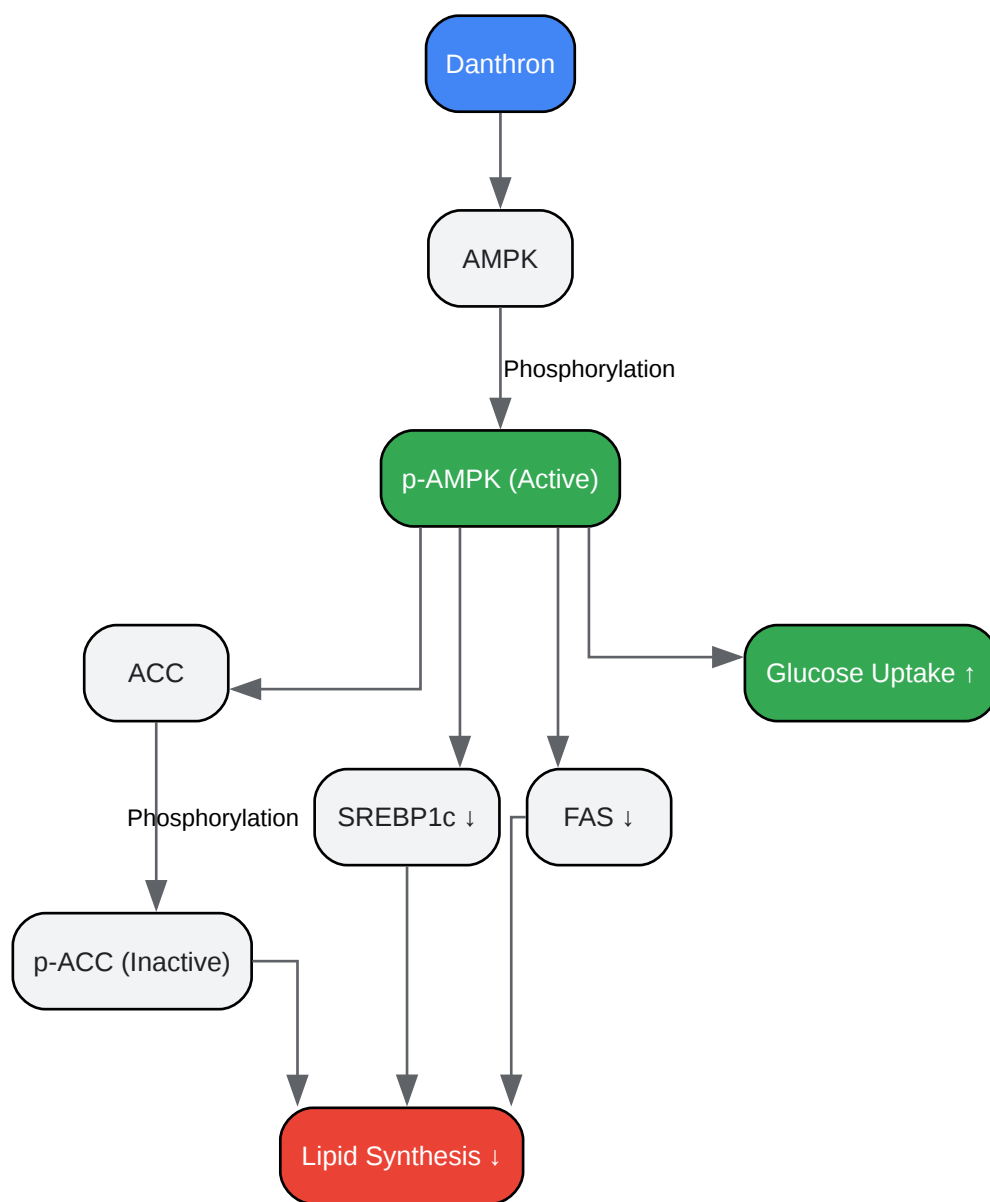 Danthron
AMPK
Phosphorylation
p-AMPK (Active)
ACC
Glucose Uptake ↑
Phosphorylation
SREBP1c ↓
FAS ↓
p-ACC (Inactive)
Lipid Synthesis ↓